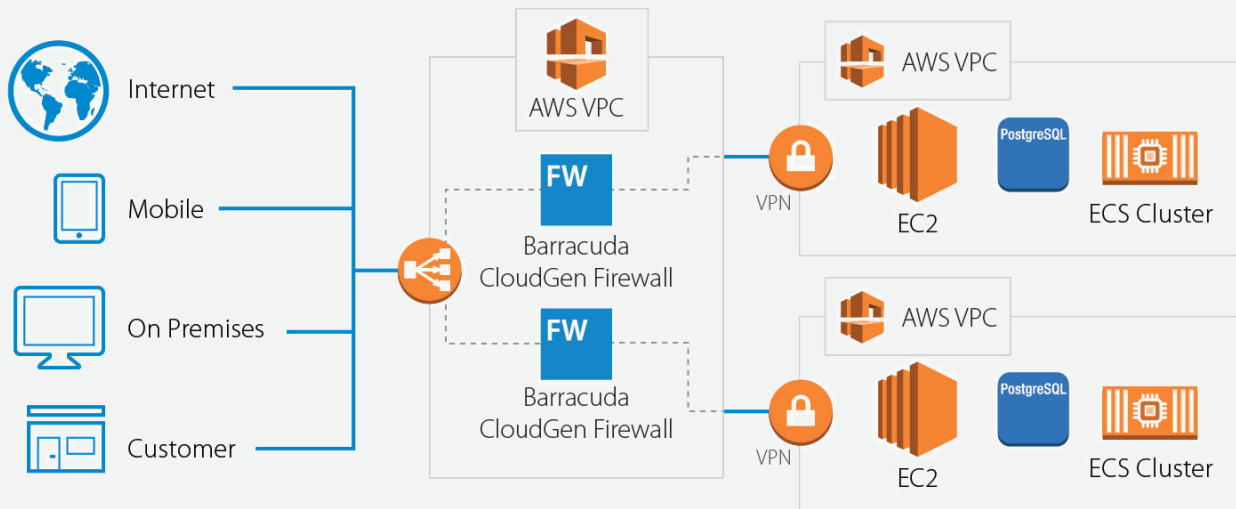 Internet
Mobile
On Premises
Customer
AWS VPC
FW
Barracuda
CloudGen Firewall
FW
Barracuda
CloudGen Firewall
AWS VPC
VPN
EC2
PostgreSQL
ECS Cluster
AWS VPC
VPN
EC2
PostgreSQL
ECS Cluster